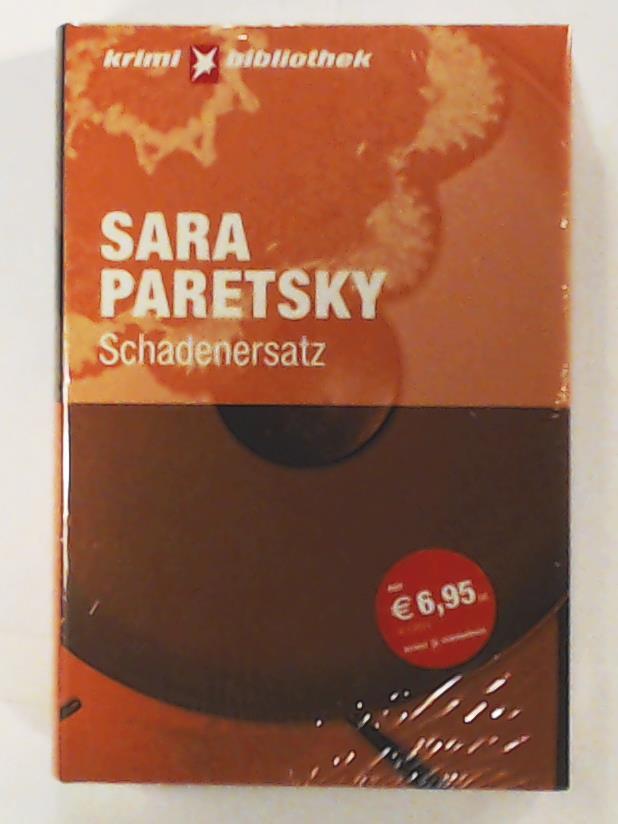 krimi bibliothek
SARA
PARETSKY
Schadenersatz
€ 6,95